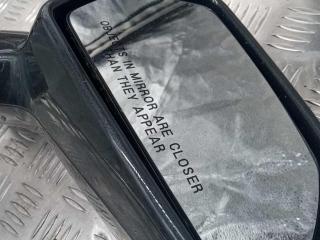 OBJECTS IN MIRROR ARE CLOSER
THAN THEY APPEAR